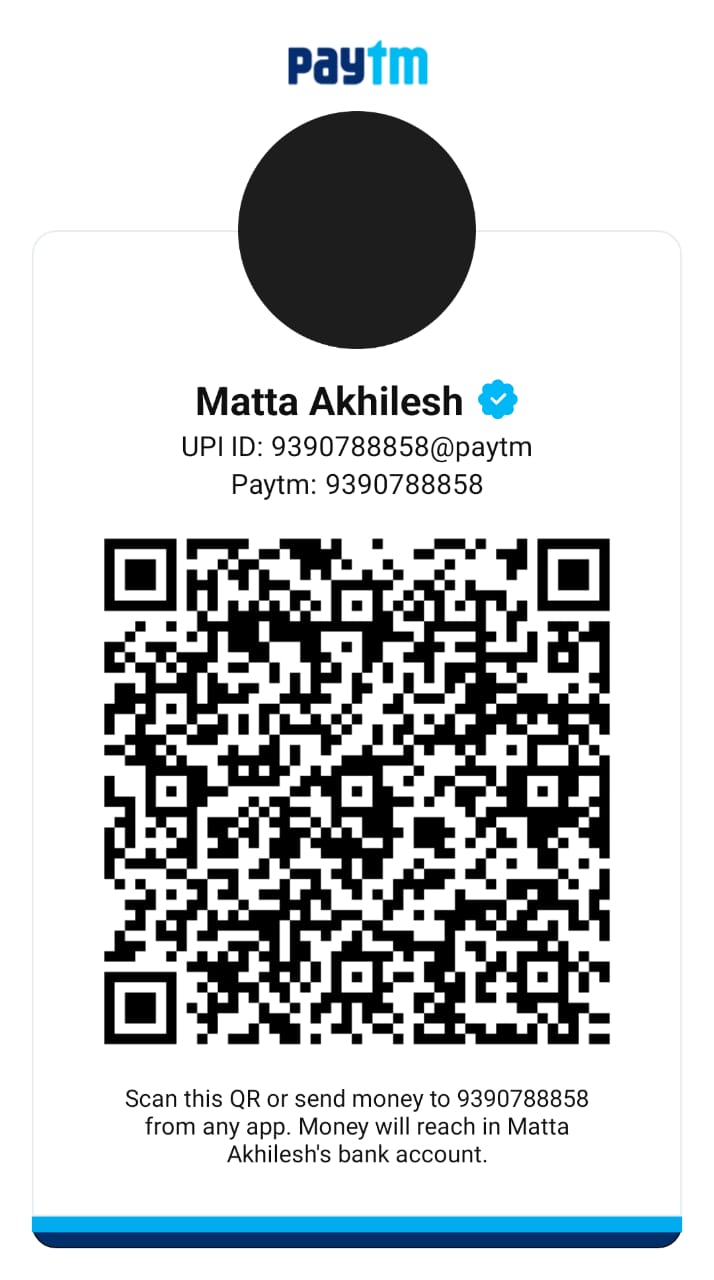 paytm
Matta Akhilesh
UPI ID: 9390788858@paytm
Paytm: 9390788858
Scan this QR or send money to 9390788858
from any app. Money will reach in Matta
Akhilesh's bank account.